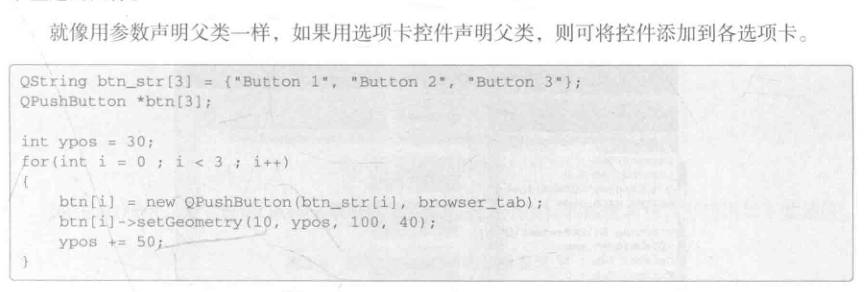 就像用参数声明父类一样，如果用选项卡控件声明父类，则可将控件添加到各选项卡。
QString btn_str[3] = {"Button 1", "Button 2", "Button 3"};
QPushButton *btn[3];
int ypos = 30;
for(int i = 0 ; i < 3 ; i++)
{
    btn[i] = new QPushButton(btn_str[i], browser_tab);
    btn[i]->setGeometry(10, ypos, 100, 40);
    ypos += 50;
}